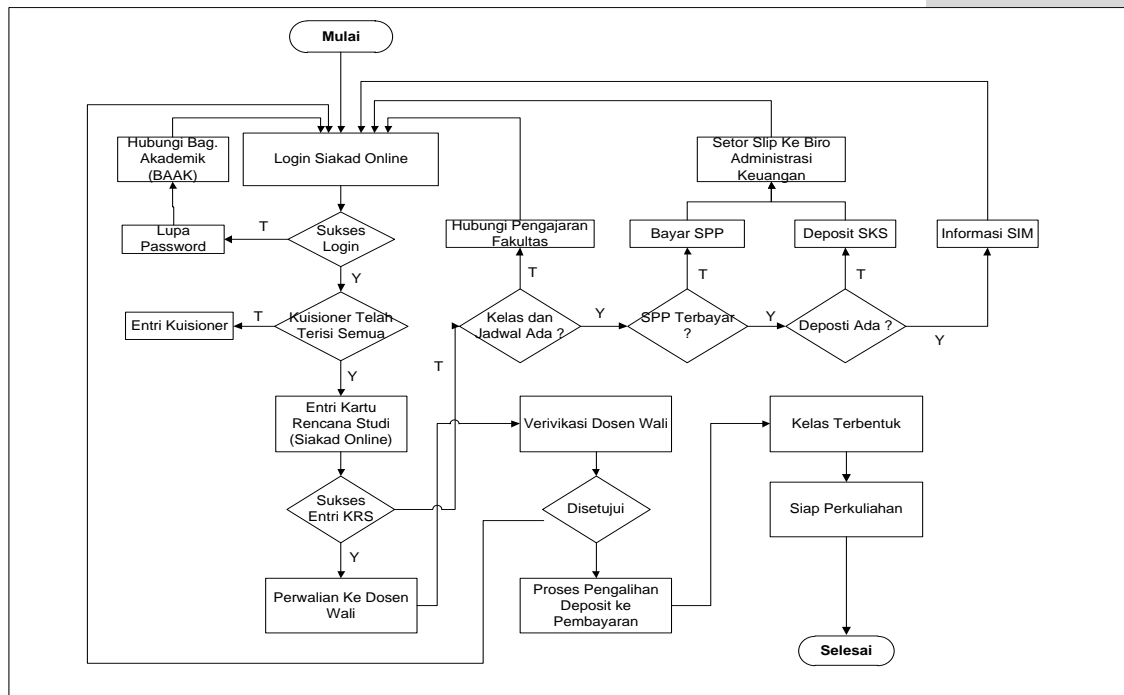 Mulai
Hubungi Bag.
Akademik
(BAAK)
Login Siakad Online
Setor Slip Ke Biro
Administrasi
Keuangan
Lupa
Password
T
Sukses
Login
Hubungi Pengajaran
Fakultas
Bayar SPP
Deposit SKS
Informasi SIM
Y
T
T
T
Entri Kuisioner
T
Kuisioner Telah
Terisi Semua
Kelas dan
Jadwal Ada ?
Y
SPP Terbayar
?
Y
Deposti Ada ?
Y
Y
T
Entri Kartu
Rencana Studi
(Siakad Online)
Verivikasi Dosen Wali
Kelas Terbentuk
Sukses
Entri KRS
Disetujui
Siap Perkuliahan
Y
Perwalian Ke Dosen
Wali
Proses Pengalihan
Deposit ke
Pembayaran
Selesai